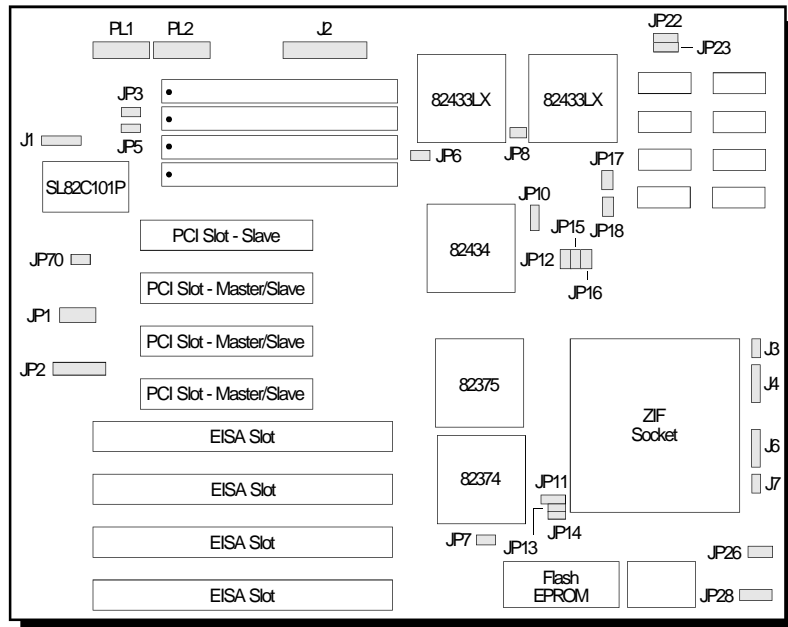 PL1 PL2 J2 JP22
JP23
JP3
82433LX 82433LX
J1 JP5 JP6 JP8
JP17
SL82C101P
JP10
PCI Slot - Slave JP15 JP18
82434
JP70 JP12
PCI Slot - Master/Slave JP16
JP1
PCI Slot - Master/Slave J3
JP2 J4
PCI Slot - Master/Slave 82375
ZIF
Socket
EISA Slot J6
82374
EISA Slot JP11 J7
JP7 JP13 JP14
EISA Slot JP26
Flash
EPROM
EISA Slot JP28